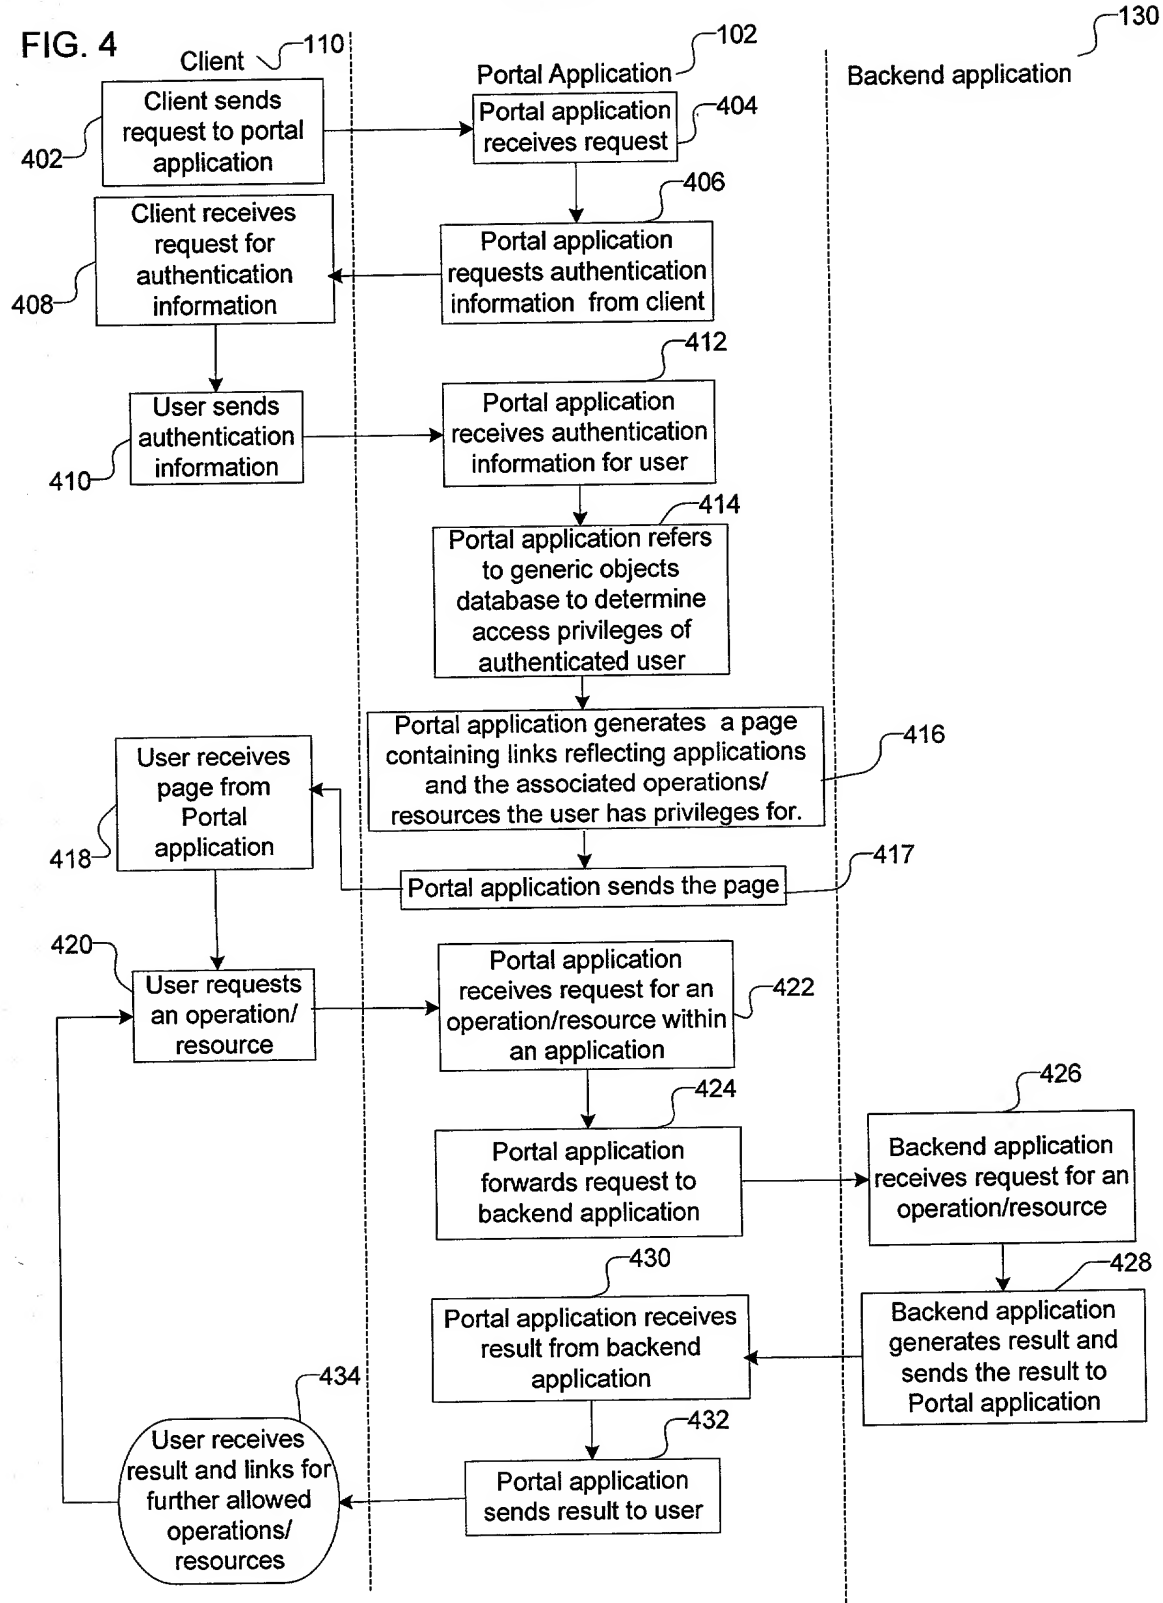 FIG. 4
Client
110
Portal Application
102
Backend application
130
Client sends
request to portal
application
402
Portal application
receives request
404
406
Portal application
requests authentication
information from client
Client receives
request for
authentication
information
408
User sends
authentication
information
410
412
Portal application
receives authentication
information for user
414
Portal application refers
to generic objects
database to determine
access privileges of
authenticated user
Portal application generates a page
containing links reflecting applications
and the associated operations/
resources the user has privileges for.
416
Portal application sends the page
417
User receives
page from
Portal
application
418
420
User requests
an operation/
resource
Portal application
receives request for an
operation/resource within
an application
422
424
Portal application
forwards request to
backend application
426
Backend application
receives request for an
operation/resource
428
Backend application
generates result and
sends the result to
Portal application
430
Portal application receives
result from backend
application
432
Portal application
sends result to user
434
User receives
result and links for
further allowed
operations/
resources